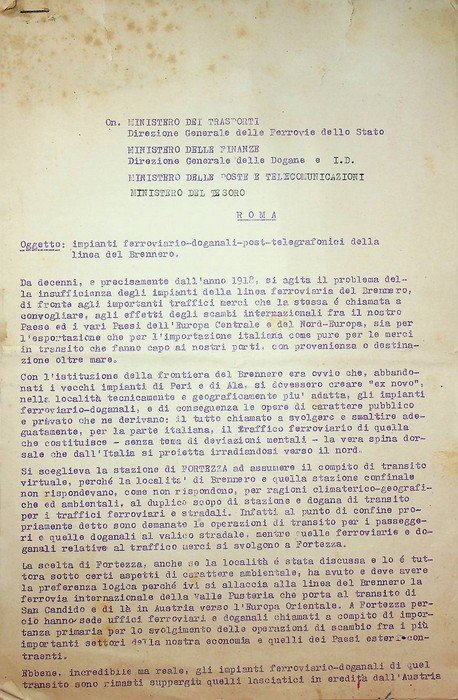 On. MINISTERO DEI TRASPORTI
Direzione Generale delle Ferrovie dello Stato
MINISTERO DELLE FINANZE
Direzione Generale delle Dogane e I.D.
MINISTERO DELLE POSTE E TELECOMUNICAZIONI
MINISTERO DEL TESORO
R O M A
Oggetto: impianti ferroviario-doganali-post-telegrafonici della
linea del Brennero.
Da decenni, e precisamente dall'anno 1918, si agita il problema del-
la insufficienza degli impianti della linea ferroviaria del Brennero,
di fronte agli importanti traffici merci che la stessa é chiamata a
convogliare, agli effetti degli scambi internazionali fra il nostro
Paese ed i vari Paesi dell'Europa Centrale e del Nord-Europa, sia per
l'esportazione che per l'importazione italiana come pure per le merci
in transito che fanno capo ai nostri porti, con provenienza o destina-
zione oltre mare.
Con l'istituzione della frontiera del Brennero era ovvio che, abbando-
nati i vecchi impianti di Peri e di Ala, si dovessero creare "ex novo",
nella località tecnicamente e geograficamente piu' adatta, gli impianti
ferroviario-doganali, e di conseguenza le opere di carattere pubblico
e privato che ne derivano: il tutto chiamato a svolgere e smaltire ade-
guatamente, per la parte italiana, il traffico ferroviario di quella
che costituisce - senza tema di deviazioni mentali - la vera spina dor-
sale che dall'Italia si proietta irradiandosi verso il nord.
Si sceglieva la stazione di FORTEZZA ad assumere il compito di transito
virtuale, perché la localita' di Brennero e quella stazione confinale
non rispondevano, come non rispondono, per ragioni climaterico-geografi-
che ed ambientali, al duplice scopo di stazione e dogana di transito
per i traffici ferroviari e stradali. Infatti al punto di confine pro-
priamente detto sono demanate le operazioni di transito per i passegge-
ri e quelle doganali al valico stradale, mentre quelle ferroviarie e do-
ganali relative al traffico merci si svolgono a Fortezza.
La scelta di Fortezza, anche se la località é stata discussa e lo é tut-
tora sotto certi aspetti di carattere ambientale, ha avuto e deve avere
la preferenza logica perché ivi si allaccia alla linea del Brennero la
ferrovia internazionale della Valle Pusteria che porta al transito di
San Candido e di là in Austria verso l'Europa Orientale. A Fortezza per-
ciò hanno sede uffici ferroviari e doganali chiamati a compito di impor-
tanza primaria per lo svolgimento delle operazioni di scambio fra i più
importanti settori della nostra economia e quelli dei Paesi esteri con-
traenti.
Ebbene, incredibile ma reale, gli impianti ferroviario-doganali di quel
transito sono rimasti suppergiù quelli lasciatici in eredità dall'Austria